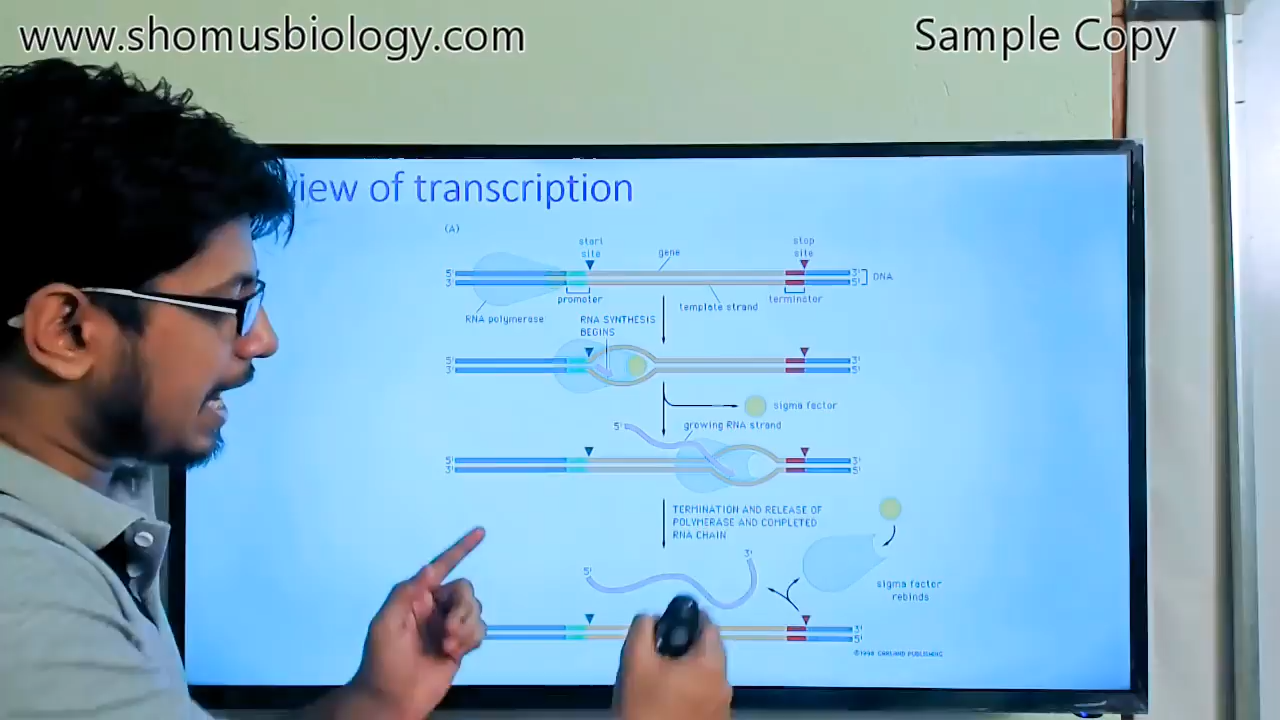 www.shomusbiology.com
Sample Copy
view of transcription
(A)
start
site
gene
stop
site
5'
3'
3'
5'
DNA
promoter
template strand
terminator
RNA polymerase
RNA SYNTHESIS
BEGINS
5'
3'
3'
5'
sigma factor
5'
growing RNA strand
5'
3'
3'
5'
TERMINATION AND RELEASE OF
POLYMERASE AND COMPLETED
RNA CHAIN
5'
3'
sigma factor
rebinds
3'
5'
©1998 GARLAND PUBLISHING